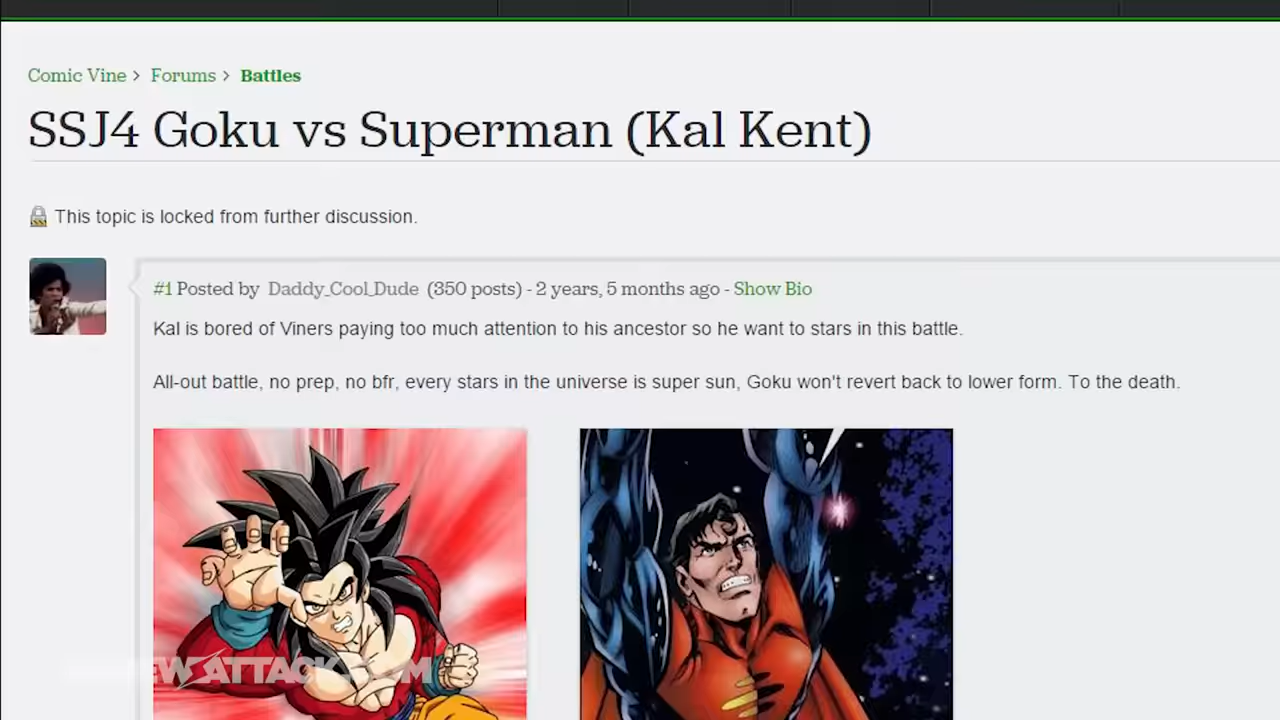 Comic Vine > Forums > Battles
SSJ4 Goku vs Superman (Kal Kent)
This topic is locked from further discussion.
#1 Posted by Daddy_Cool_Dude (350 posts) - 2 years, 5 months ago - Show Bio
Kal is bored of Viners paying too much attention to his ancestor so he want to stars in this battle.
All-out battle, no prep, no bfr, every stars in the universe is super sun, Goku won't revert back to lower form. To the death.